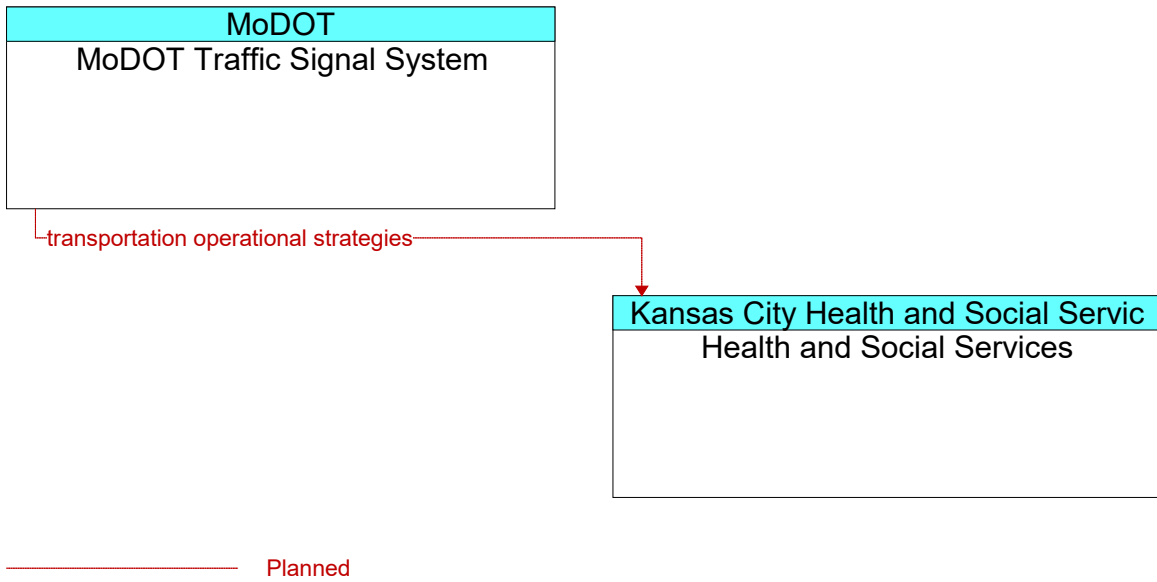 MoDOT
MoDOT Traffic Signal System
transportation operational strategies
Kansas City Health and Social Servic
Health and Social Services
Planned